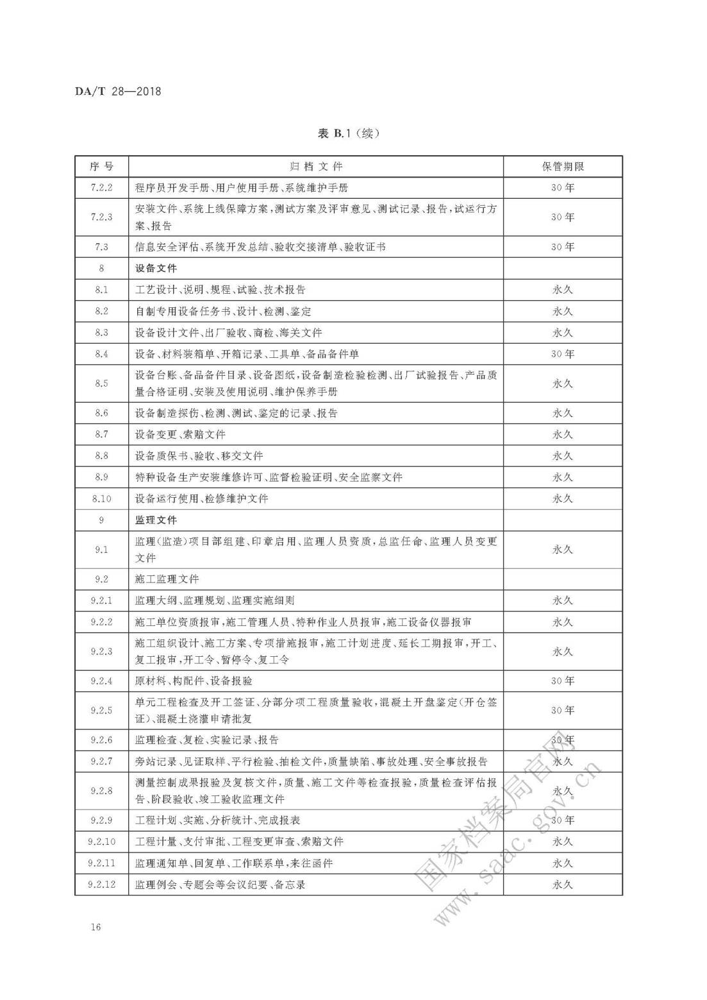 DA/T 28—2018
表 B.1(续)
序号 归档文件 保管期限
7.2.2 程序员开发手册、用户使用手册、系统维护手册 30年
7.2.3 安装文件、系统上线保障方案,测试方案及评审意见、测试记录、报告,试运行方 30年
案、报告
7.3 信息安全评估、系统开发总结、验收交接清单、验收证书 30年
8 设备文件
8.1 工艺设计、说明、规程、试验、技术报告 永久
8.2 自制专用设备任务书、设计、检测、鉴定 永久
8.3 设备设计文件、出厂验收、商检、海关文件 永久
8.4 设备、材料装箱单、开箱记录、工具单、备品备件单 30年
8.5 设备台账、备品备件目录、设备图纸,设备制造检验检测、出厂试验报告、产品质 永久
量合格证明、安装及使用说明、维护保养手册
8.6 设备制造探伤、检测、测试、鉴定的记录、报告 永久
8.7 设备变更、索赔文件 永久
8.8 设备质保书、验收、移交文件 永久
8.9 特种设备生产安装维修许可、监督检验证明、安全监察文件 永久
8.10 设备运行使用、检修维护文件 永久
9 监理文件
9.1 监理(监造)项目部组建、印章启用、监理人员资质,总监任命、监理人员变更 永久
文件
9.2 施工监理文件
9.2.1 监理大纲、监理规划、监理实施细则 永久
9.2.2 施工单位资质报审,施工管理人员、特种作业人员报审,施工设备仪器报审 永久
9.2.3 施工组织设计、施工方案、专项措施报审,施工计划进度、延长工期报审,开工、 永久
复工报审,开工令、暂停令、复工令
9.2.4 原材料、构配件、设备报验 30年
9.2.5 单元工程检查及开工签证、分部分项工程质量验收,混凝土开盘鉴定(开仓签 30年
证)、混凝土浇灌申请批复
9.2.6 监理检查、复检、实验记录、报告 30年
9.2.7 旁站记录、见证取样、平行检验、抽检文件,质量缺陷、事故处理、安全事故报告 永久
9.2.8 测量控制成果报验及复核文件,质量、施工文件等检查报验,质量检查评估报 永久
告、阶段验收、竣工验收监理文件
9.2.9 工程计划、实施、分析统计、完成报表 30年
9.2.10 工程计量、支付审批、工程变更审查、索赔文件 永久
9.2.11 监理通知单、回复单、工作联系单,来往函件 永久
9.2.12 监理例会、专题会等会议纪要、备忘录 永久
国家档案局官网
www.saac.gov.cn
16